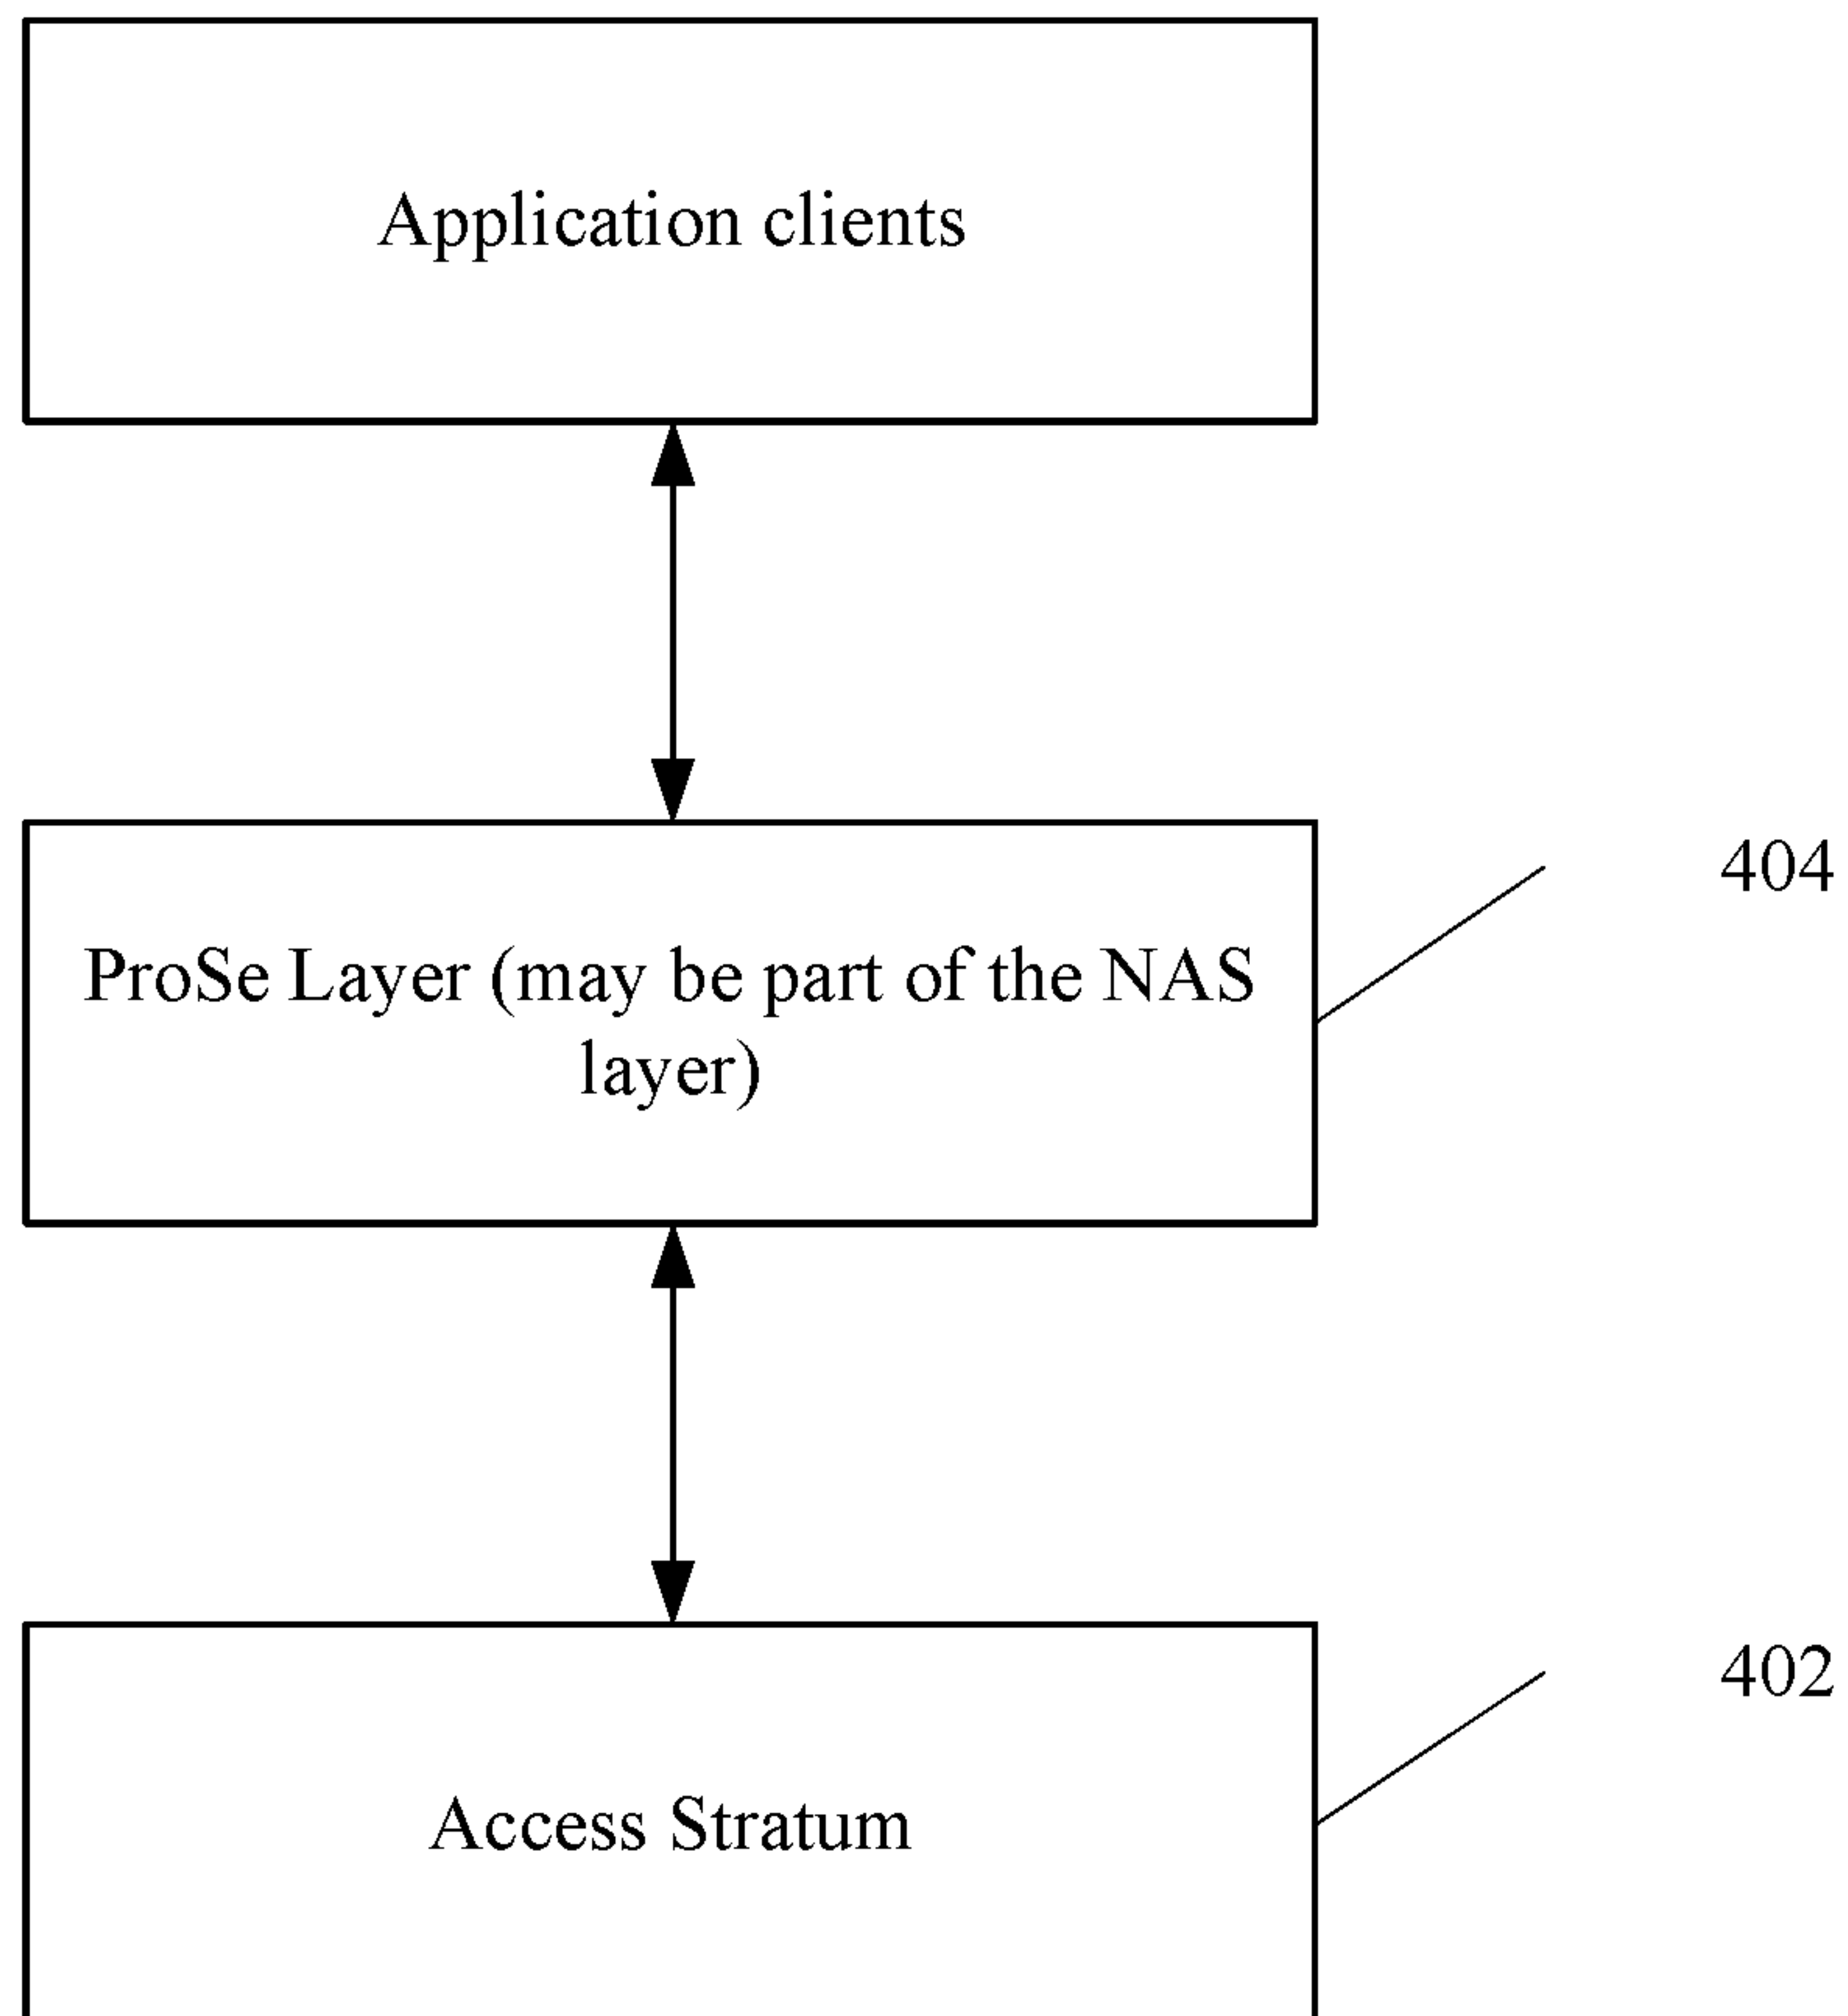 Application clients
404
ProSe Layer (may be part of the NAS
layer)
402
Access Stratum